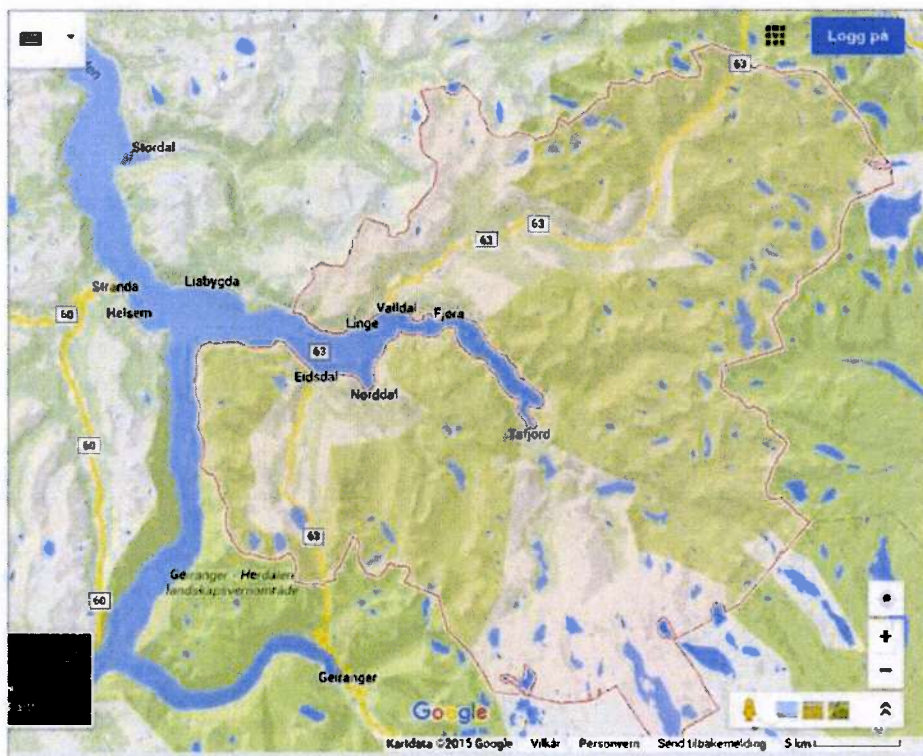 Logg på
63
Stordal
63
63
Liabygda
Stranda
Valldal
60
Helsem
Linge
Fjøra
63
Eidsdal
Norddal
Tafjord
60
63
Geiranger - Herdalen
landskapsvernområde
60
Geiranger
Google
Kartdata ©2015 Google Vilkår Personvern Send tilbakemelding 5 km